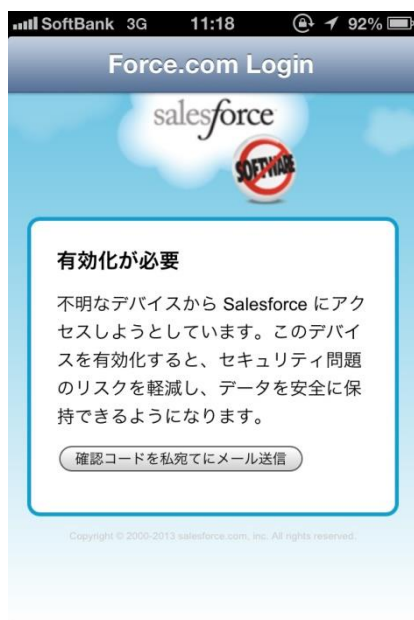 SoftBank 3G 11:18 92%
Force.com Login
salesforce
SOFTWARE
有効化が必要
不明なデバイスから Salesforce にアク
セスしようとしています。このデバイ
スを有効化すると、セキュリティ問題
のリスクを軽減し、データを安全に保
持できるようになります。
確認コードを私宛てにメール送信
Copyright © 2000-2013 salesforce.com, inc. All rights reserved.